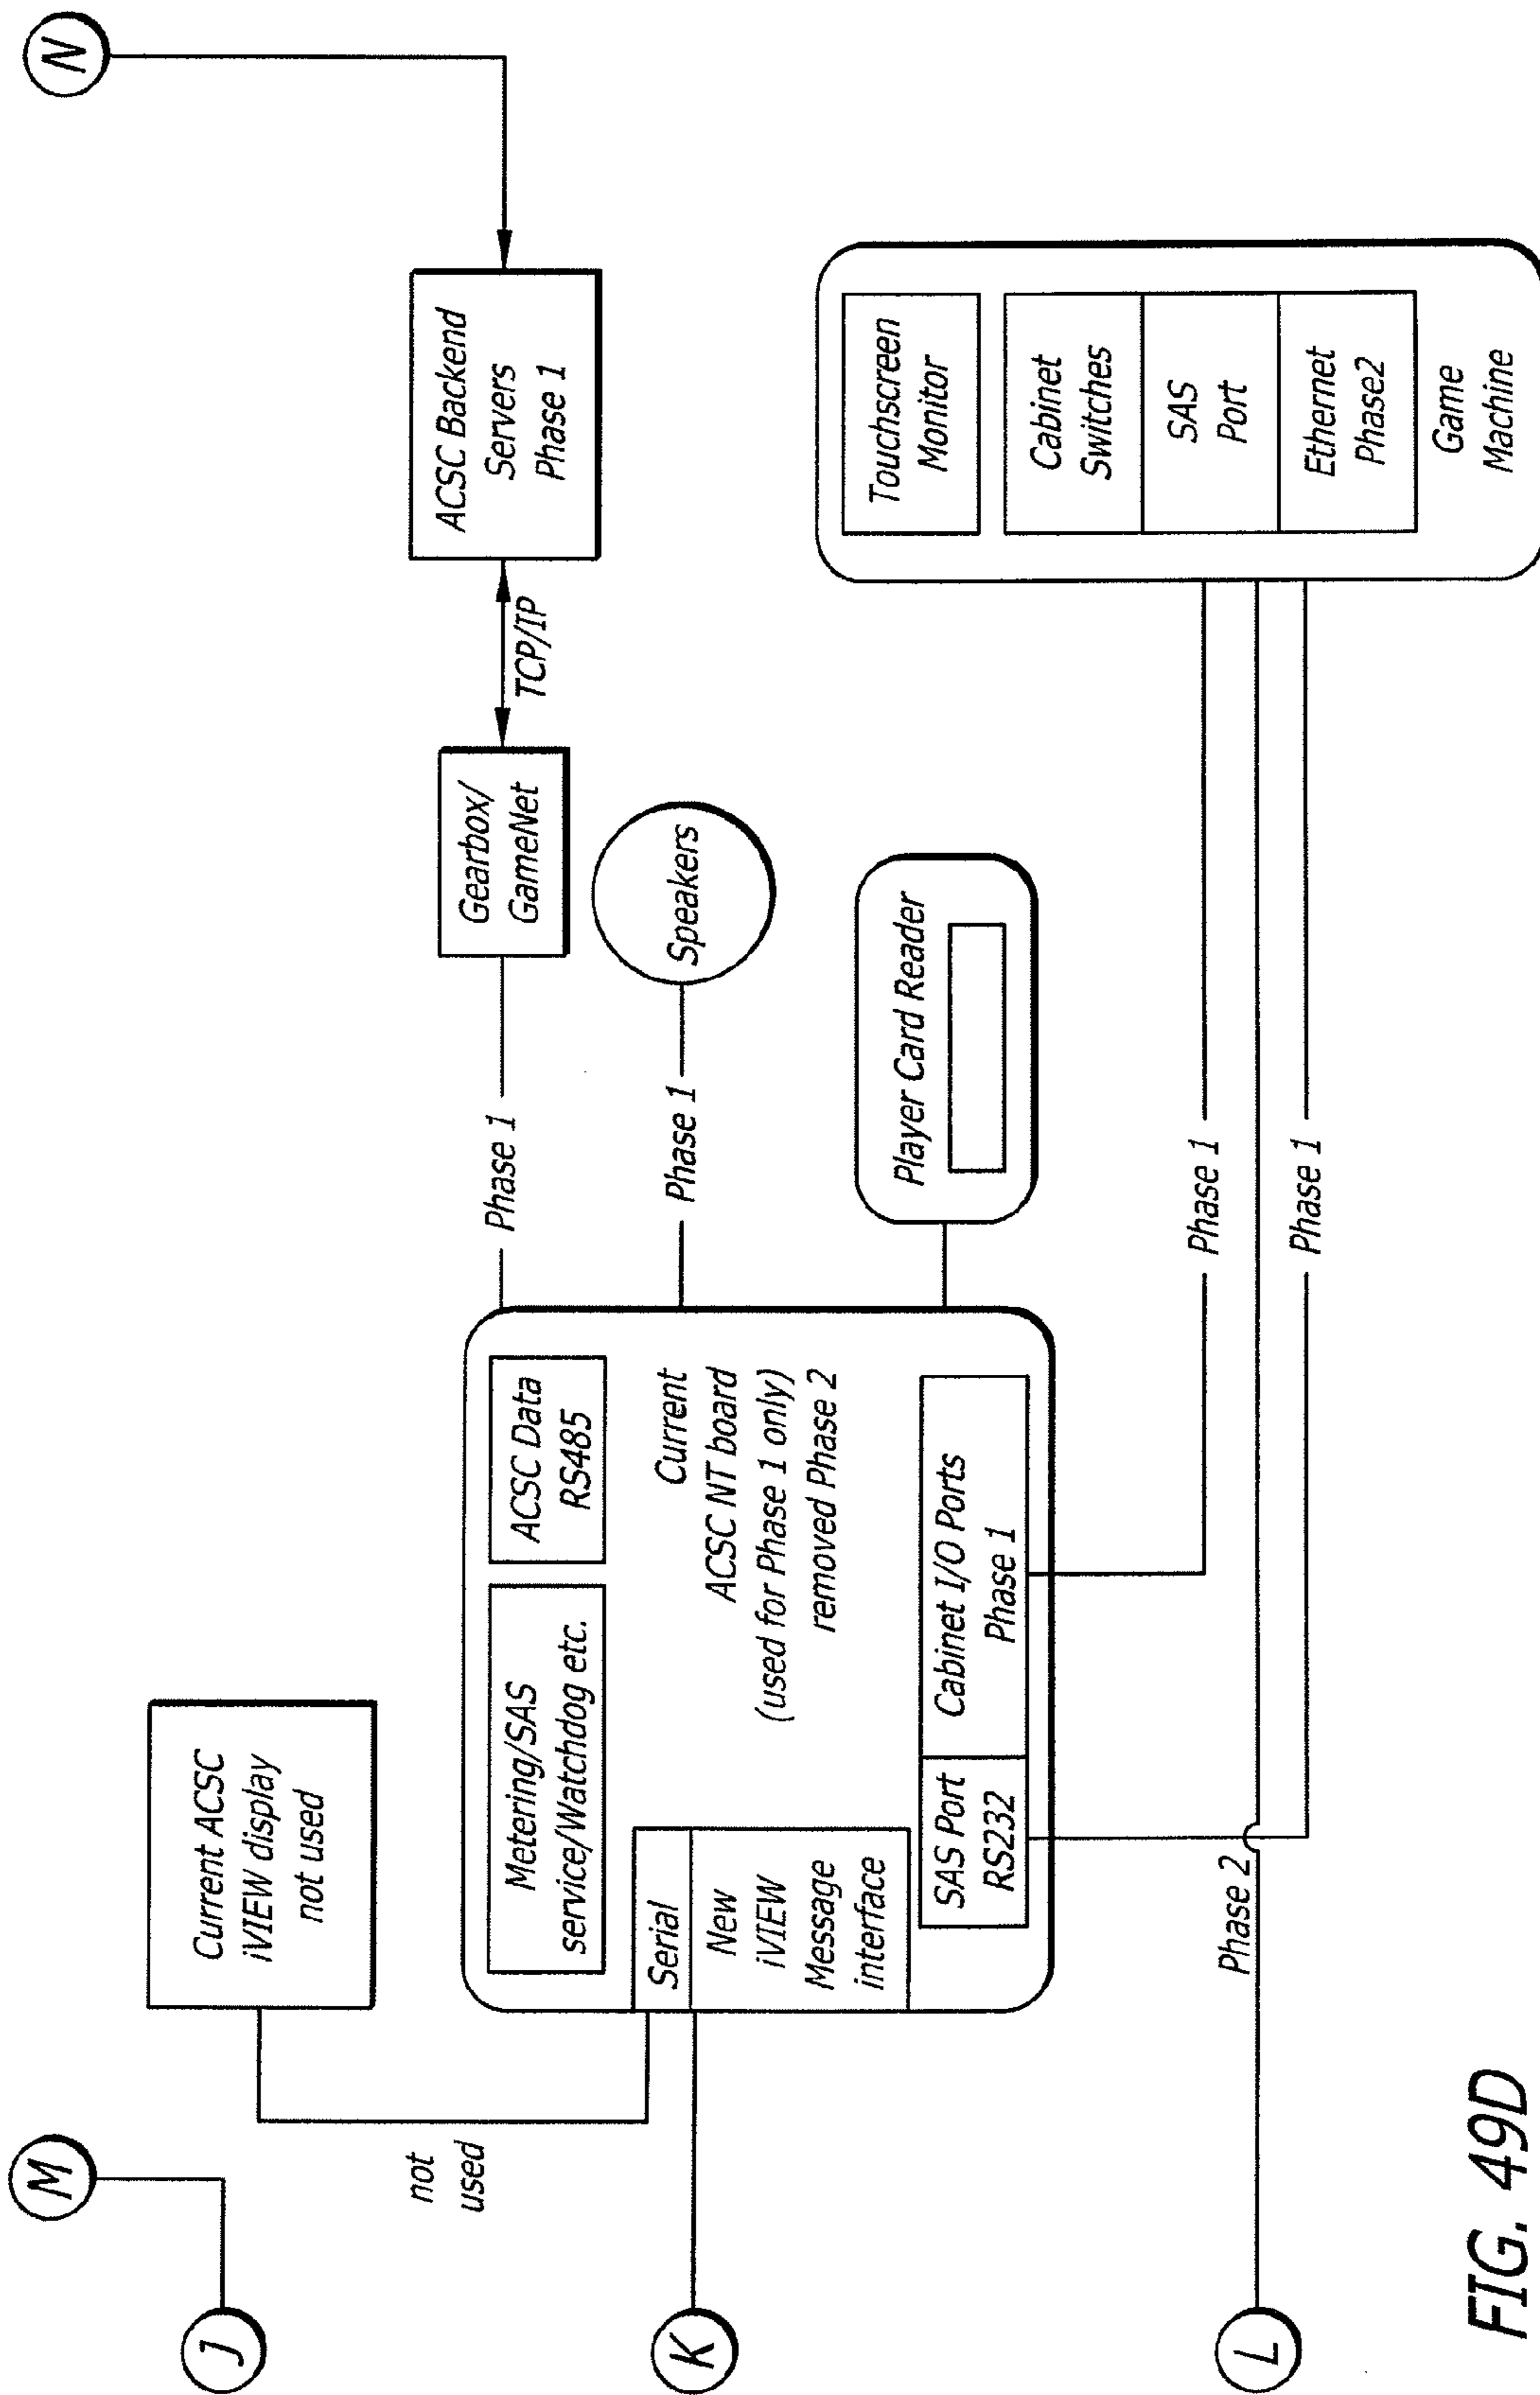 M
N
J
Current ACSC
iVIEW display
not used
not
used
K
L
Metering/SAS
service/Watchdog etc.
ACSC Data
RS485
Serial
New
iVIEW
Message
interface
Current
ACSC NT board
(used for Phase 1 only)
removed Phase 2
SAS Port
RS232
Cabinet I/O Ports
Phase 1
Phase 1
Gearbox/
GameNet
TCP/IP
ACSC Backend
Servers
Phase 1
Phase 1
Speakers
Player Card Reader
Phase 1
Phase 2
Phase 1
Touchscreen
Monitor
Cabinet
Switches
SAS
Port
Ethernet
Phase2
Game
Machine
FIG. 49D